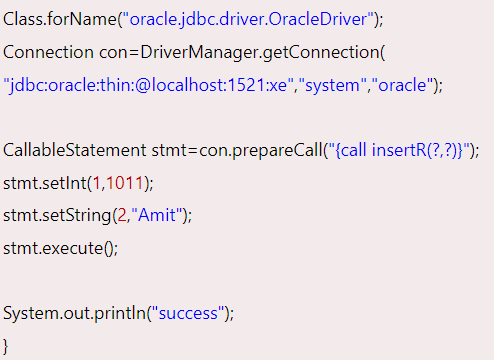 Class.forName("oracle.jdbc.driver.OracleDriver");
Connection con=DriverManager.getConnection(
"jdbc:oracle:thin:@localhost:1521:xe","system","oracle");
CallableStatement stmt=con.prepareCall("{call insertR(?,?)}");
stmt.setInt(1,1011);
stmt.setString(2,"Amit");
stmt.execute();
System.out.println("success");
}